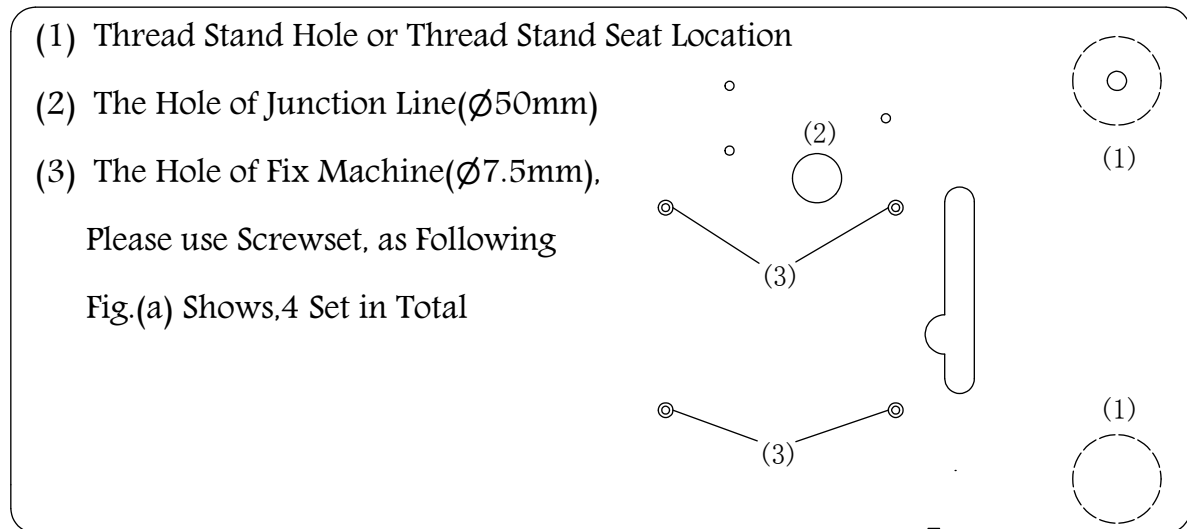 (1) Thread Stand Hole or Thread Stand Seat Location
(2) The Hole of Junction Line(Ø50mm)
(3) The Hole of Fix Machine(Ø7.5mm),
Please use Screwset, as Following
Fig.(a) Shows,4 Set in Total
(2)
(1)
(3)
(1)
(3)